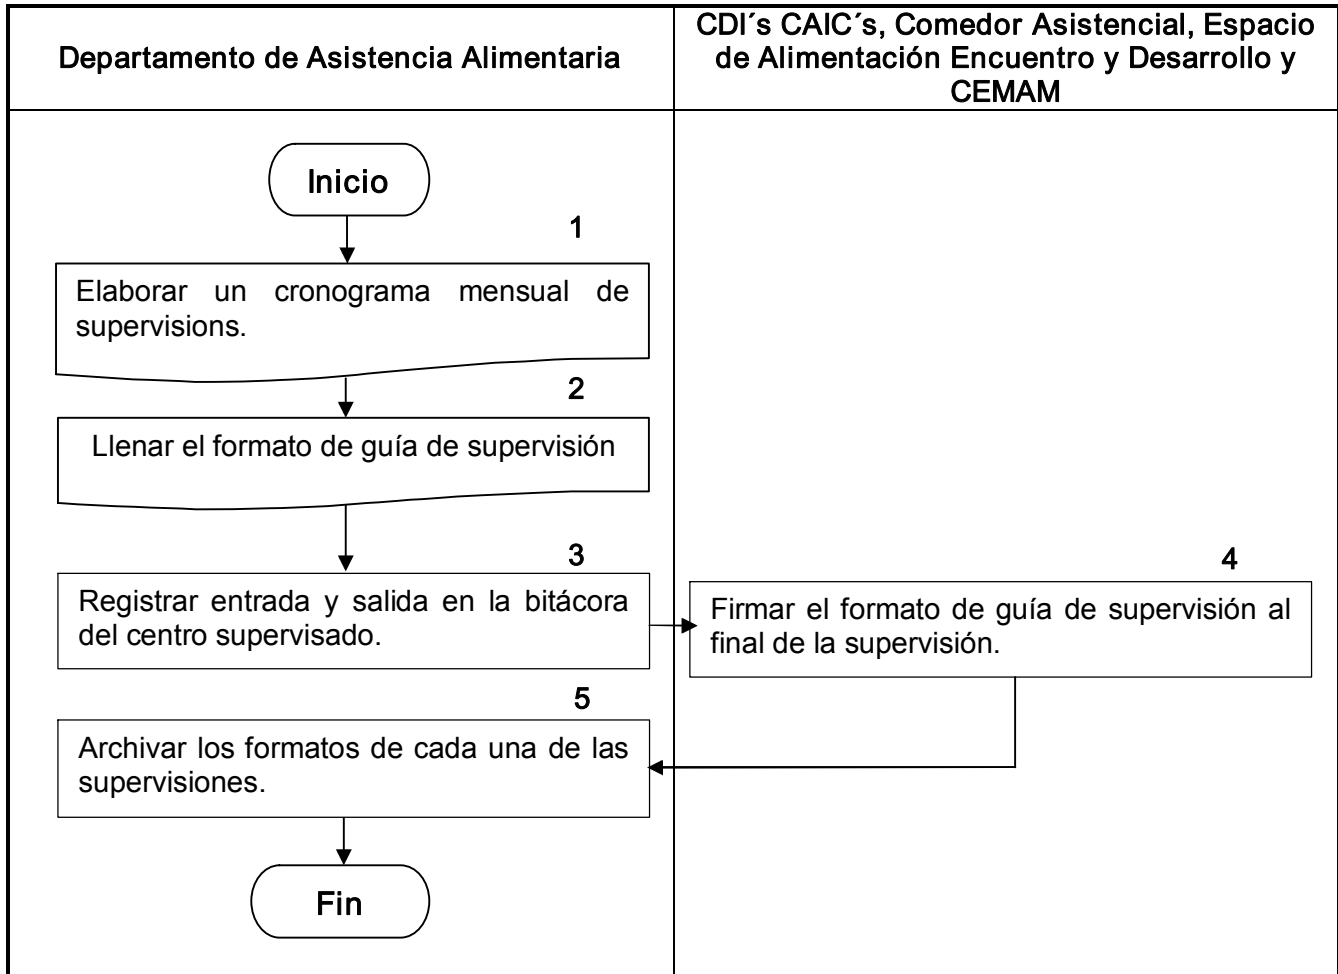 Departamento de Asistencia Alimentaria
CDI´s CAIC´s, Comedor Asistencial, Espacio
de Alimentación Encuentro y Desarrollo y
CEMAM
Inicio
1
Elaborar un cronograma mensual de
supervisions.
2
Llenar el formato de guía de supervisión
3
Registrar entrada y salida en la bitácora
del centro supervisado.
4
Firmar el formato de guía de supervisión al
final de la supervisión.
5
Archivar los formatos de cada una de las
supervisiones.
Fin